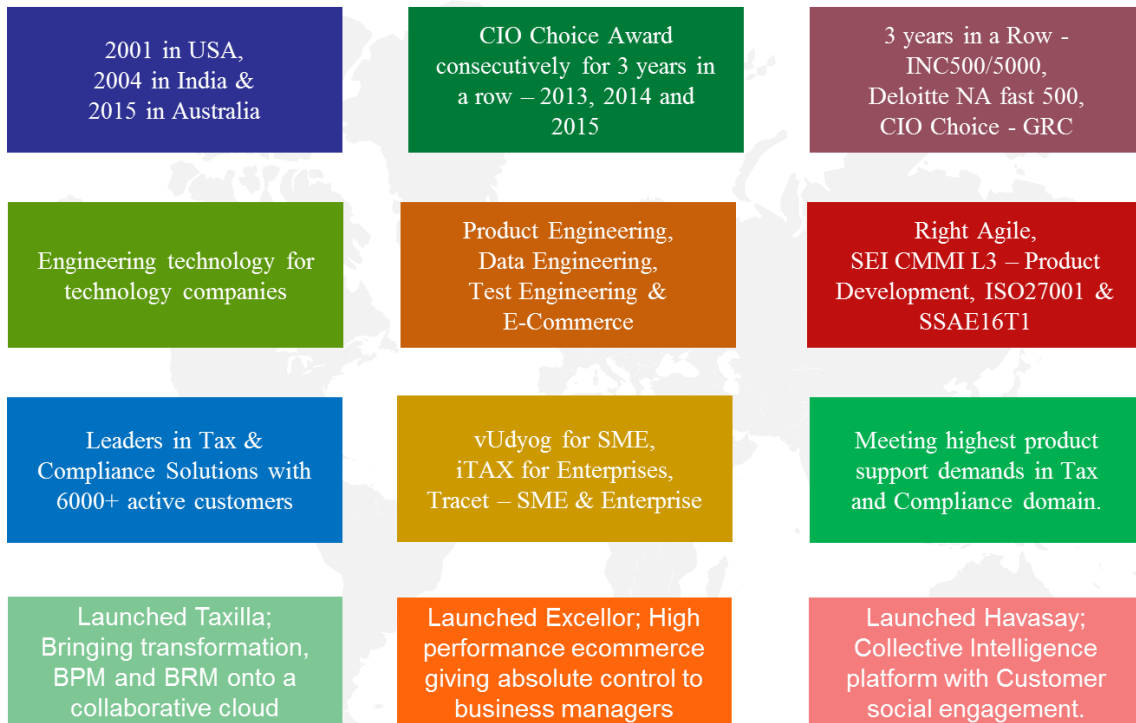 2001 in USA,
2004 in India &
2015 in Australia
CIO Choice Award
consecutively for 3 years in
a row – 2013, 2014 and
2015
3 years in a Row -
INC500/5000,
Deloitte NA fast 500,
CIO Choice - GRC
Engineering technology for
technology companies
Product Engineering,
Data Engineering,
Test Engineering &
E-Commerce
Right Agile,
SEI CMMI L3 – Product
Development, ISO27001 &
SSAE16T1
Leaders in Tax &
Compliance Solutions with
6000+ active customers
vUdyog for SME,
iTAX for Enterprises,
Tracet – SME & Enterprise
Meeting highest product
support demands in Tax
and Compliance domain.
Launched Taxilla;
Bringing transformation,
BPM and BRM onto a
collaborative cloud
Launched Excellor; High
performance ecommerce
giving absolute control to
business managers
Launched Havasay;
Collective Intelligence
platform with Customer
social engagement.